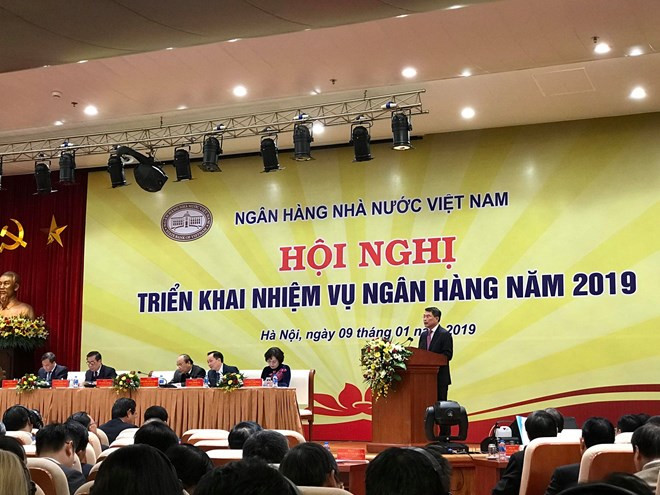 NGÂN HÀNG NHÀ NƯỚC VIỆT NAM
HỘI NGHỊ
TRIỂN KHAI NHIỆM VỤ NGÂN HÀNG NĂM 2019
Hà Nội, ngày 09 tháng 01 năm 2019